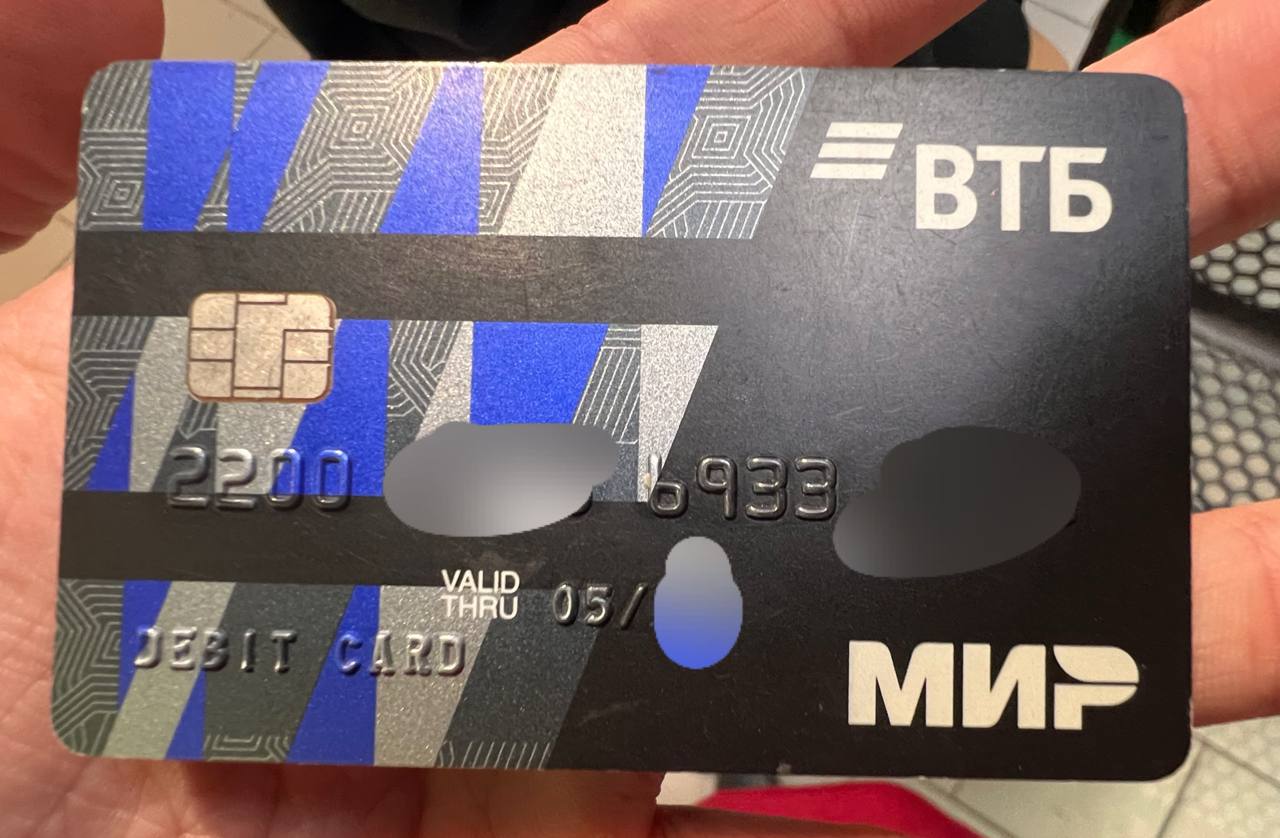 ВТБ
2200 6933
VALID
THRU 05/
DEBIT CARD
МИР